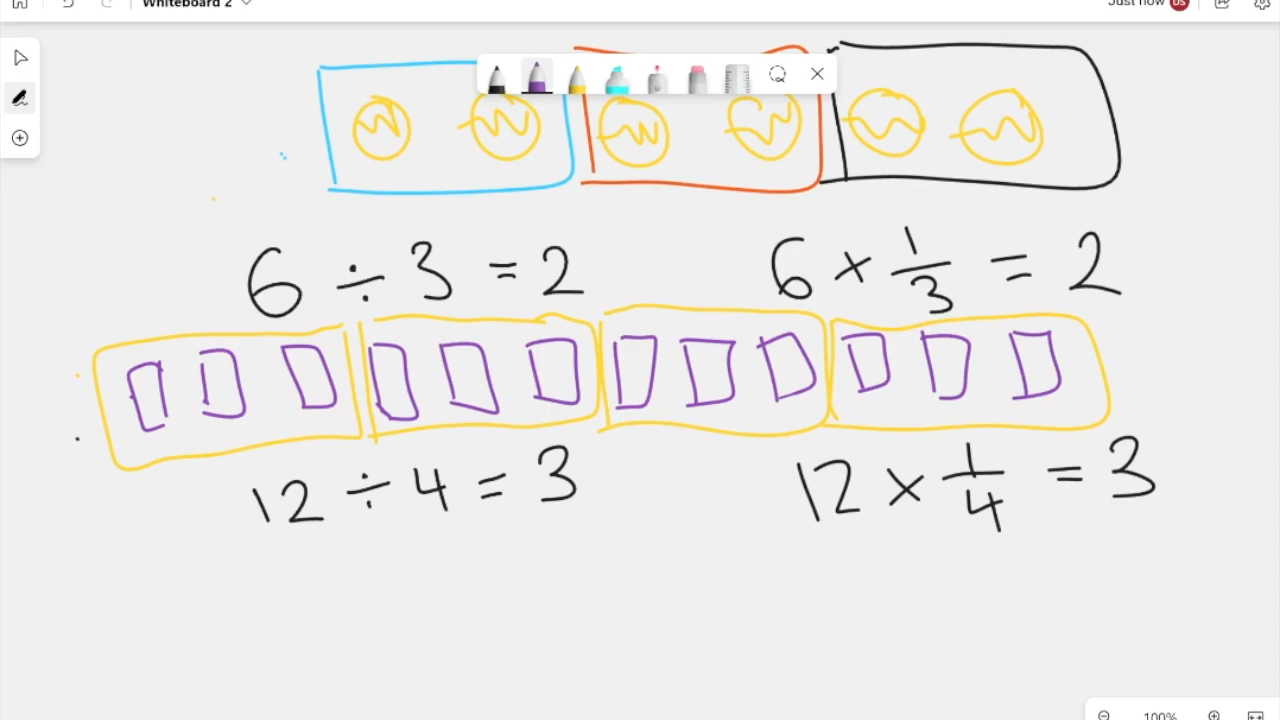 Whiteboard 2
Just now DS
6 ÷ 3 = 2
6 × 1/3 = 2
12 ÷ 4 = 3
12 × 1/4 = 3
100%